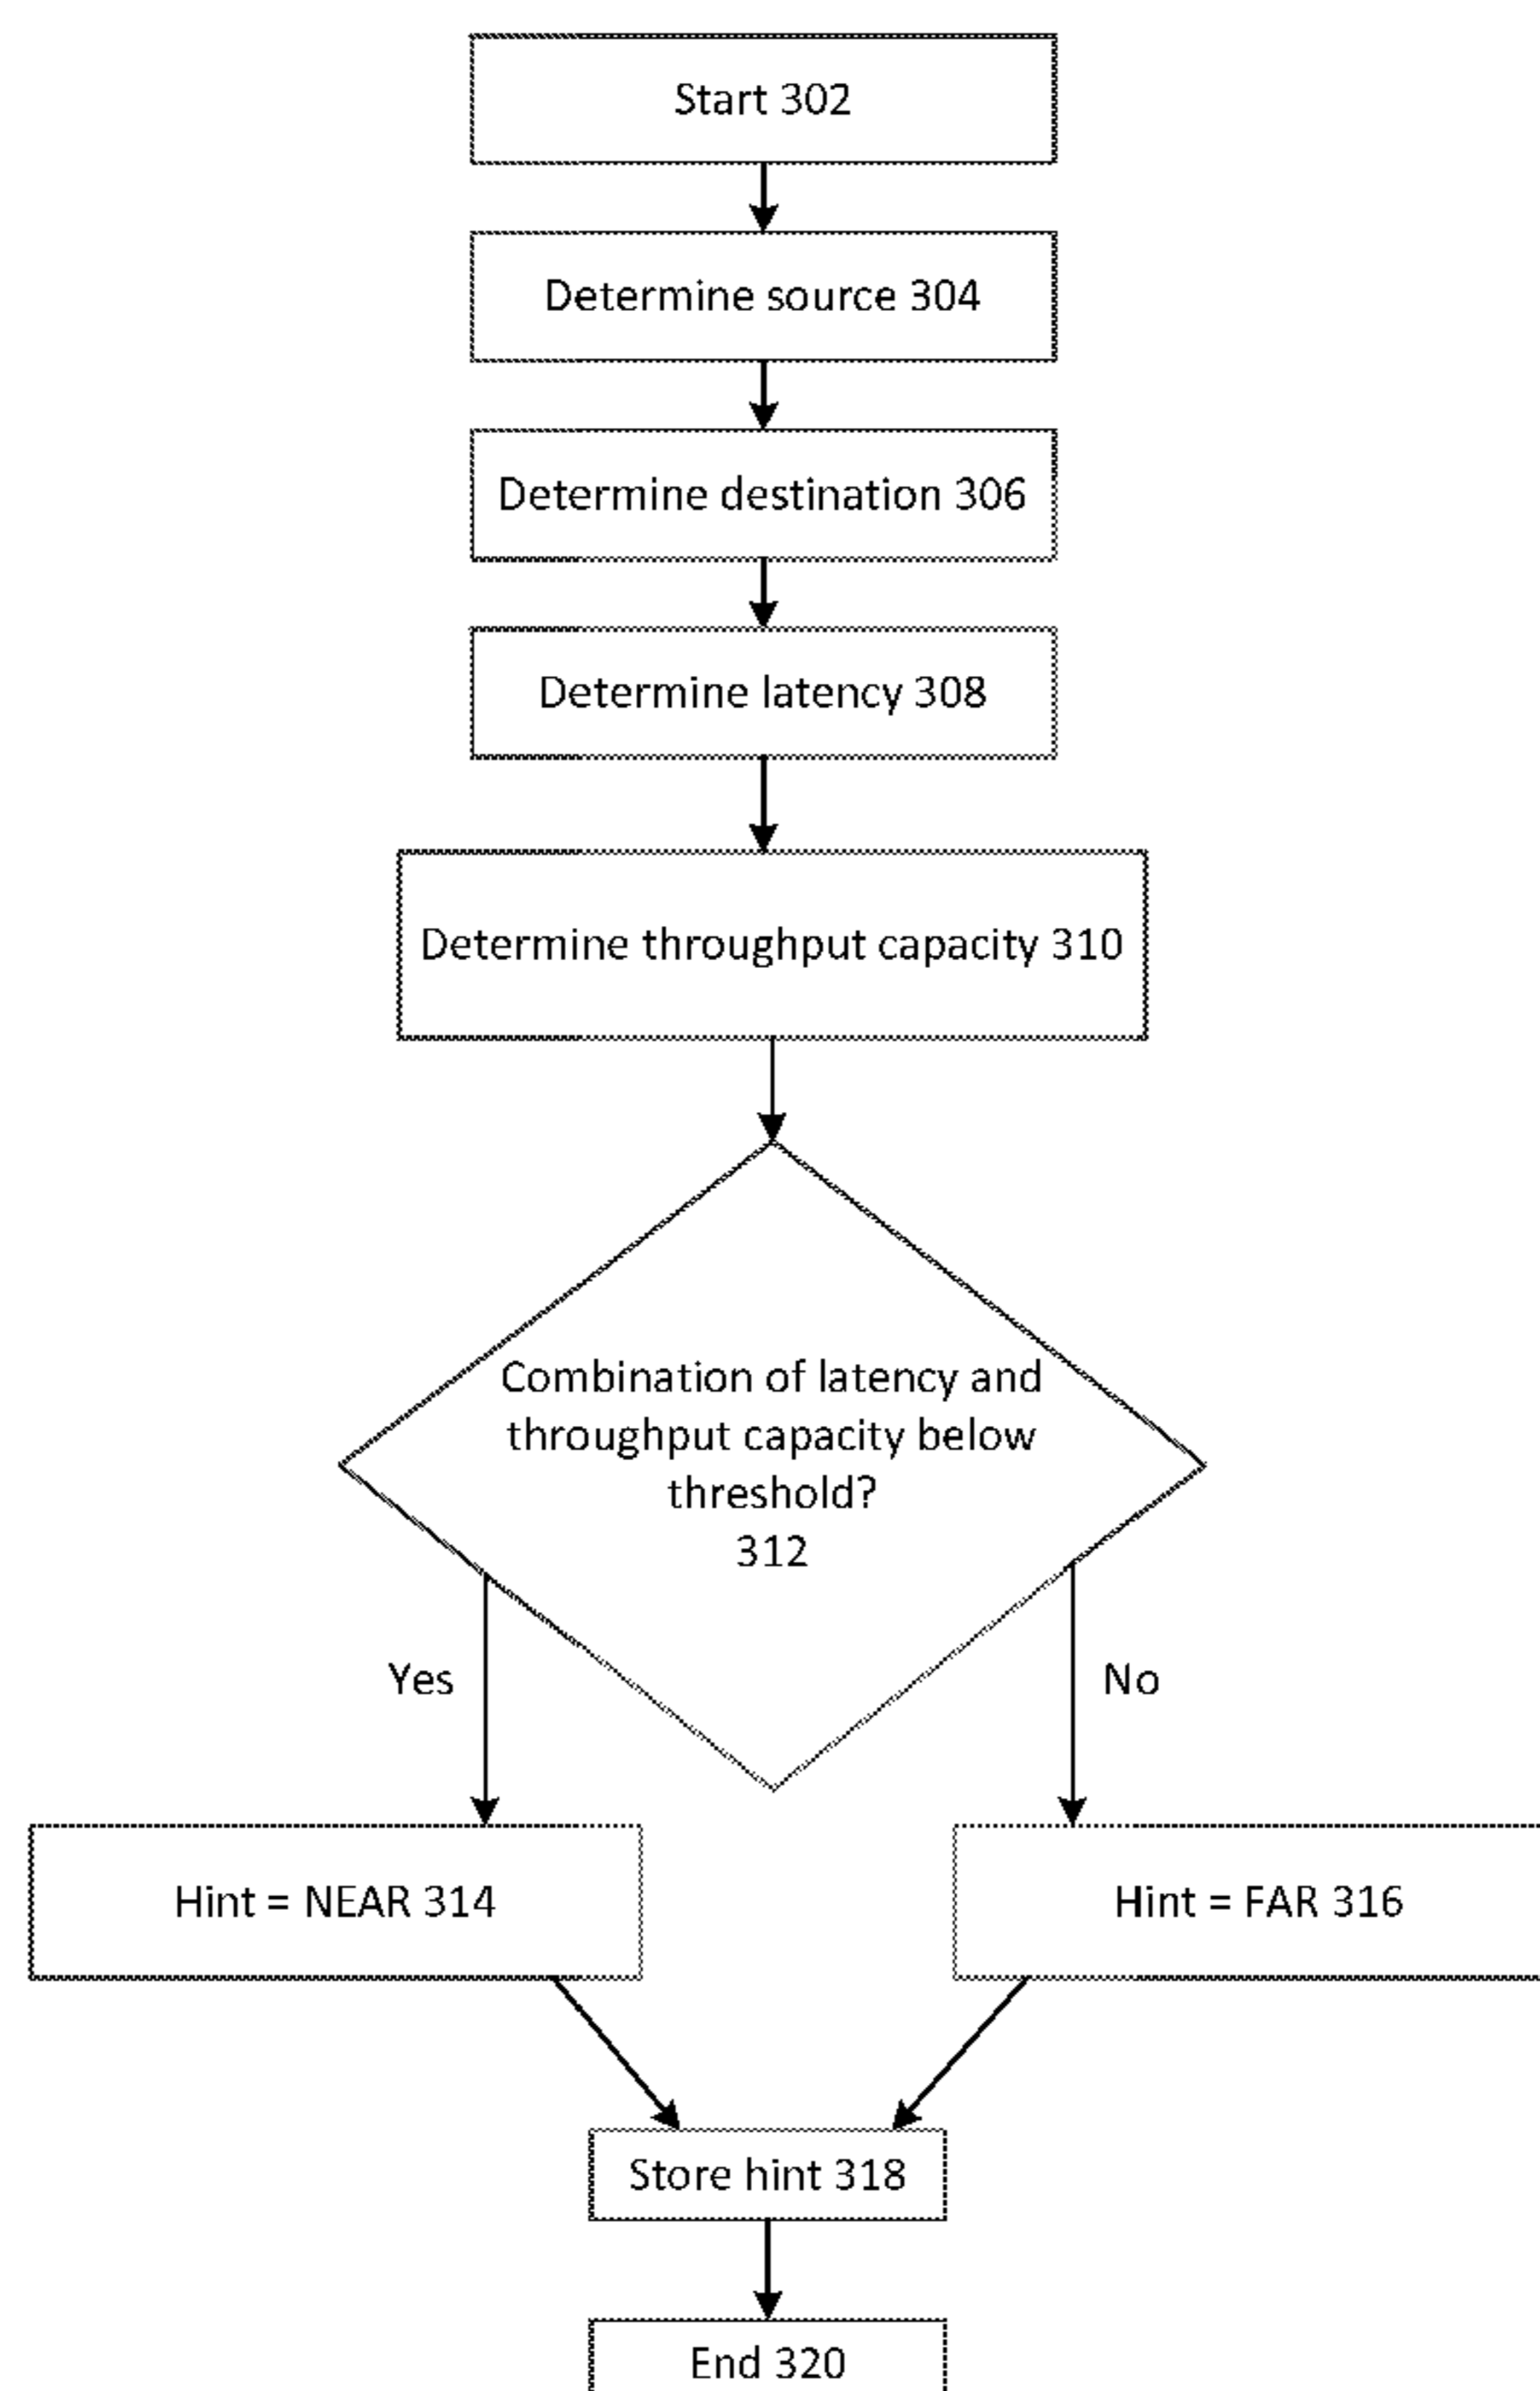 Start 302
Determine source 304
Determine destination 306
Determine latency 308
Determine throughput capacity 310
Combination of latency and
throughput capacity below
threshold?
312
Yes
No
Hint = NEAR 314
Hint = FAR 316
Store hint 318
End 320